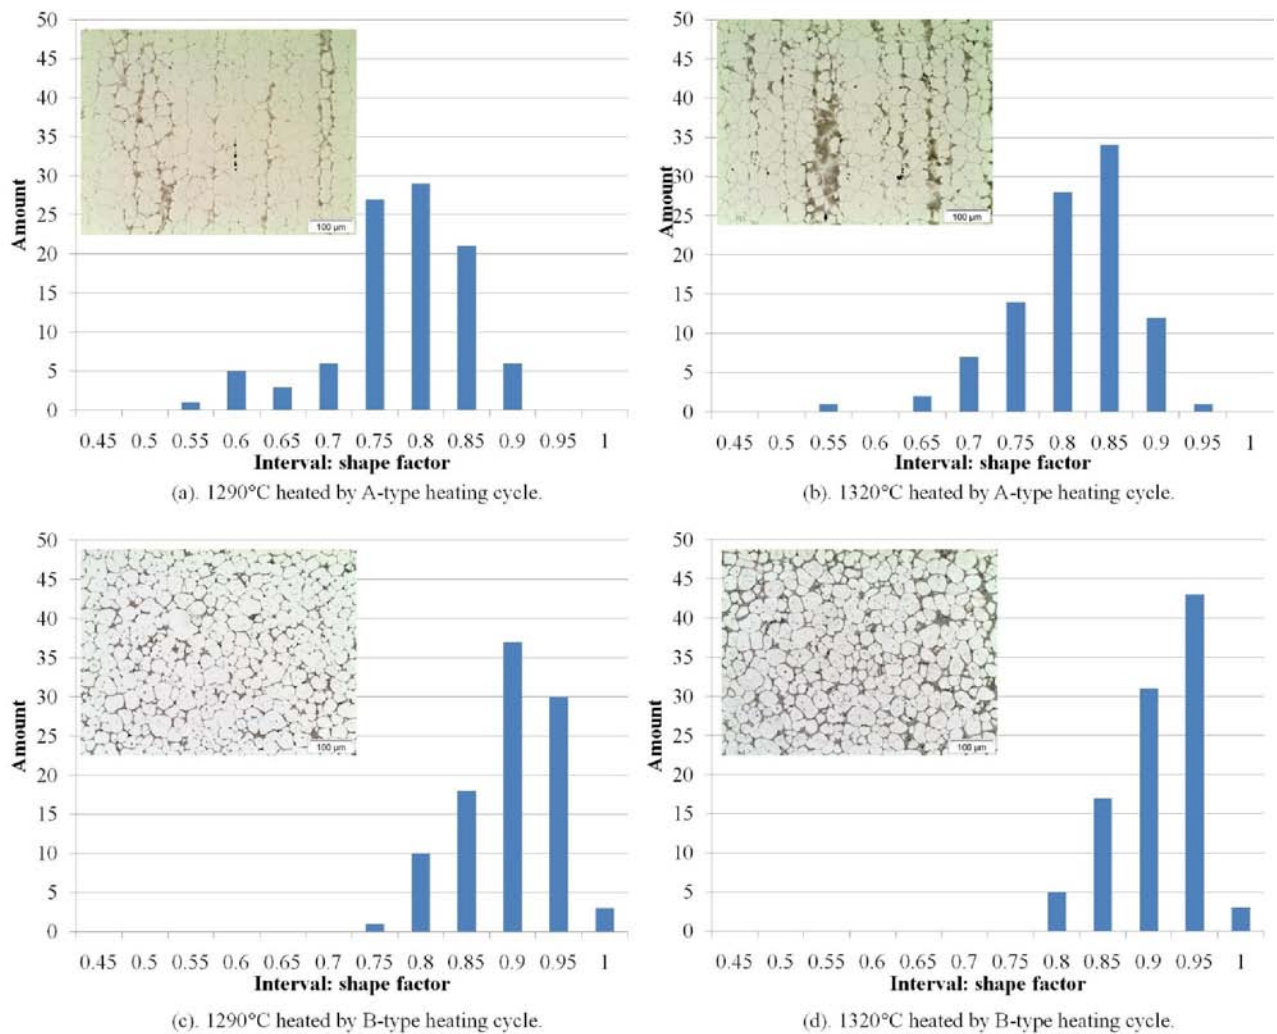 50
45
40
35
30
25
20
15
10
5
0
Amount
100 µm
0.45 0.5 0.55 0.6 0.65 0.7 0.75 0.8 0.85 0.9 0.95 1
Interval: shape factor
(a). 1290°C heated by A-type heating cycle.
50
45
40
35
30
25
20
15
10
5
0
Amount
100 µm
0.45 0.5 0.55 0.6 0.65 0.7 0.75 0.8 0.85 0.9 0.95 1
Interval: shape factor
(b). 1320°C heated by A-type heating cycle.
50
45
40
35
30
25
20
15
10
5
0
Amount
100 µm
0.45 0.5 0.55 0.6 0.65 0.7 0.75 0.8 0.85 0.9 0.95 1
Interval: shape factor
(c). 1290°C heated by B-type heating cycle.
50
45
40
35
30
25
20
15
10
5
0
Amount
100 µm
0.45 0.5 0.55 0.6 0.65 0.7 0.75 0.8 0.85 0.9 0.95 1
Interval: shape factor
(d). 1320°C heated by B-type heating cycle.